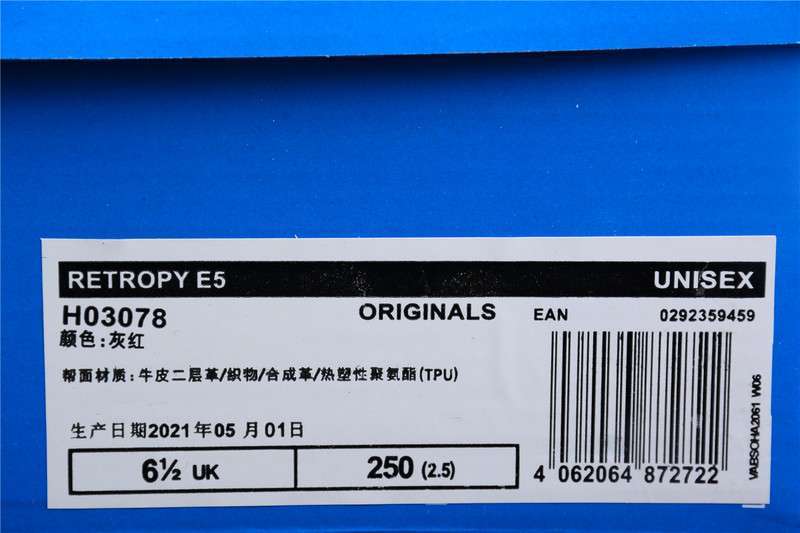 RETROPY E5 UNISEX
H03078 ORIGINALS EAN 0292359459
颜色:灰红
帮面材质:牛皮二层革/织物/合成革/热塑性聚氨酯(TPU)
生产日期2021年05月01日
6½ UK 250 (2.5)
4 062064 872722
VABSOHA2061 W06